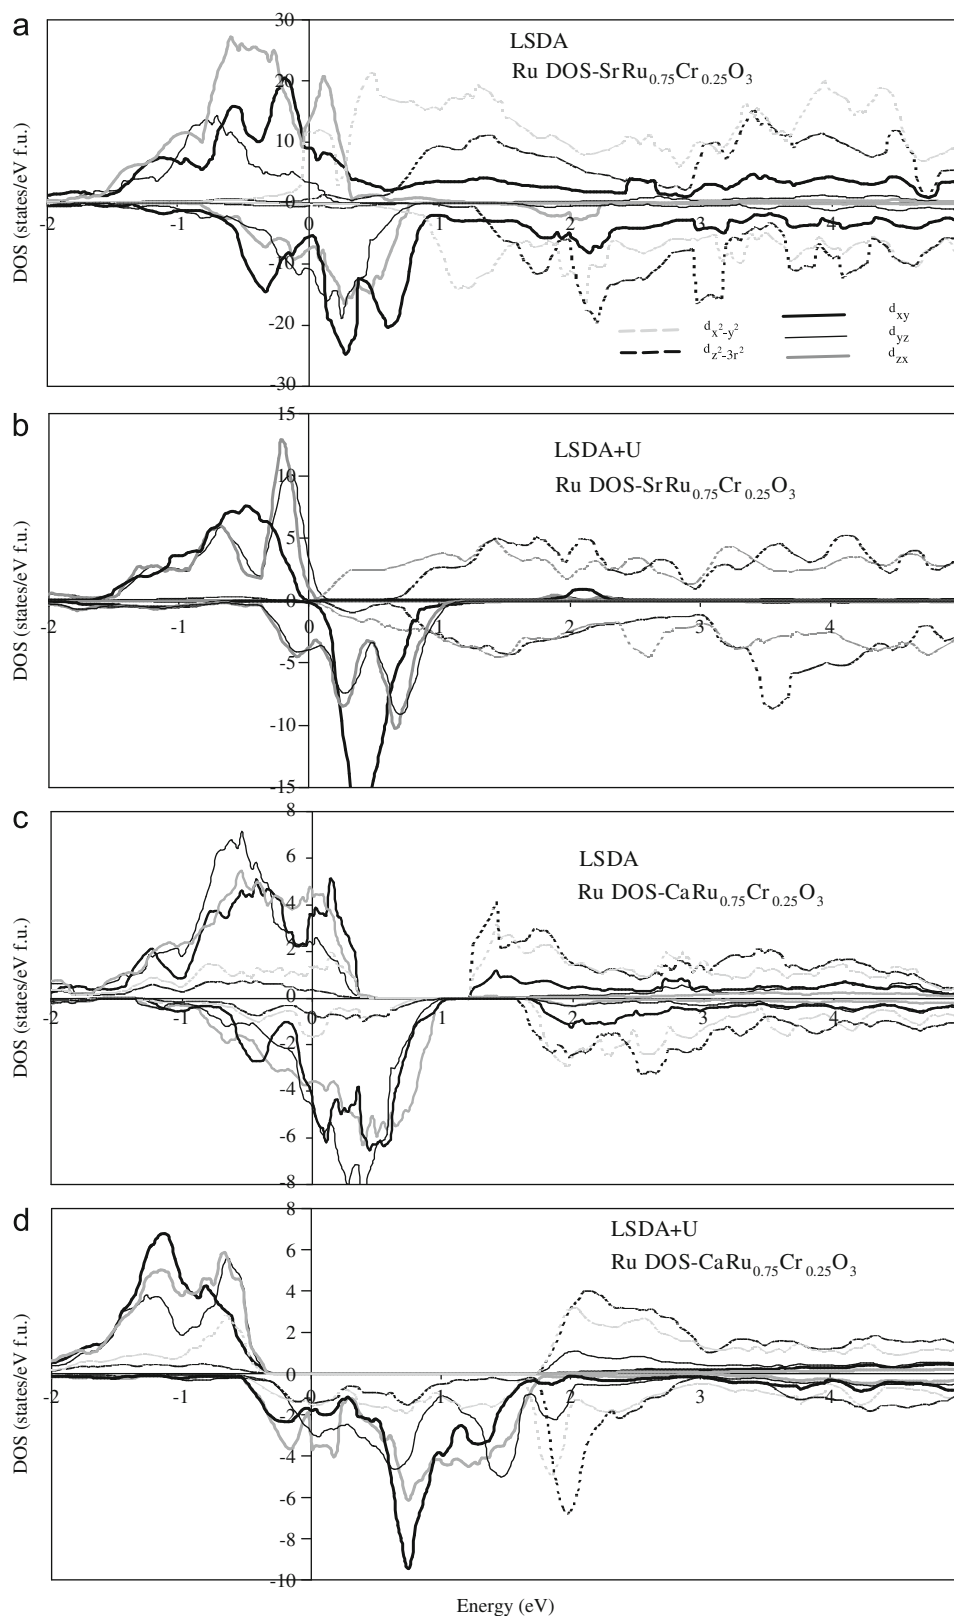 a
30
20
10
0
-10
-20
-30
-2
-1
0
1
2
3
4
DOS (states/eV f.u.)
LSDA
Ru DOS-SrRu0.75Cr0.25O3
dx²-y²
dz²-3r²
dxy
dyz
dzx
b
15
10
5
0
-5
-10
-15
-2
-1
0
1
2
3
4
DOS (states/eV f.u.)
LSDA+U
Ru DOS-SrRu0.75Cr0.25O3
c
8
6
4
2
0
-2
-4
-6
-8
-2
-1
0
1
2
3
4
DOS (states/eV f.u.)
LSDA
Ru DOS-CaRu0.75Cr0.25O3
d
8
6
4
2
0
-2
-4
-6
-8
-10
-2
-1
0
1
2
3
4
DOS (states/eV f.u.)
LSDA+U
Ru DOS-CaRu0.75Cr0.25O3
Energy (eV)